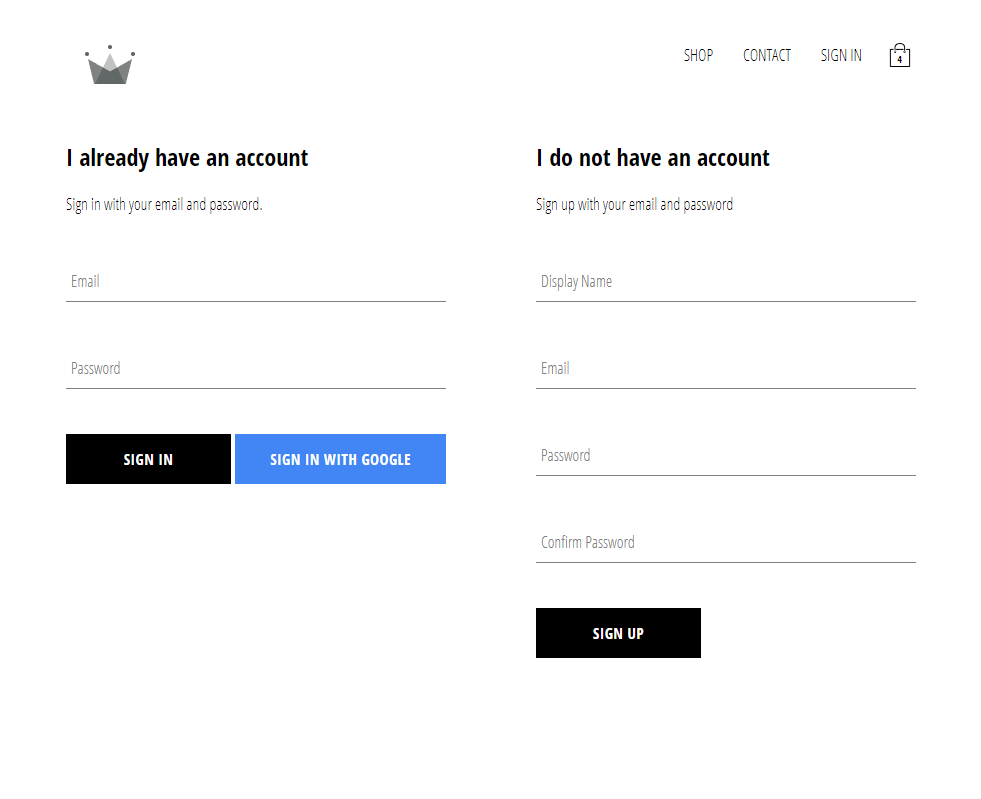 SHOP CONTACT SIGN IN 4
I already have an account
Sign in with your email and password.
Email
Password
SIGN IN SIGN IN WITH GOOGLE
I do not have an account
Sign up with your email and password
Display Name
Email
Password
Confirm Password
SIGN UP